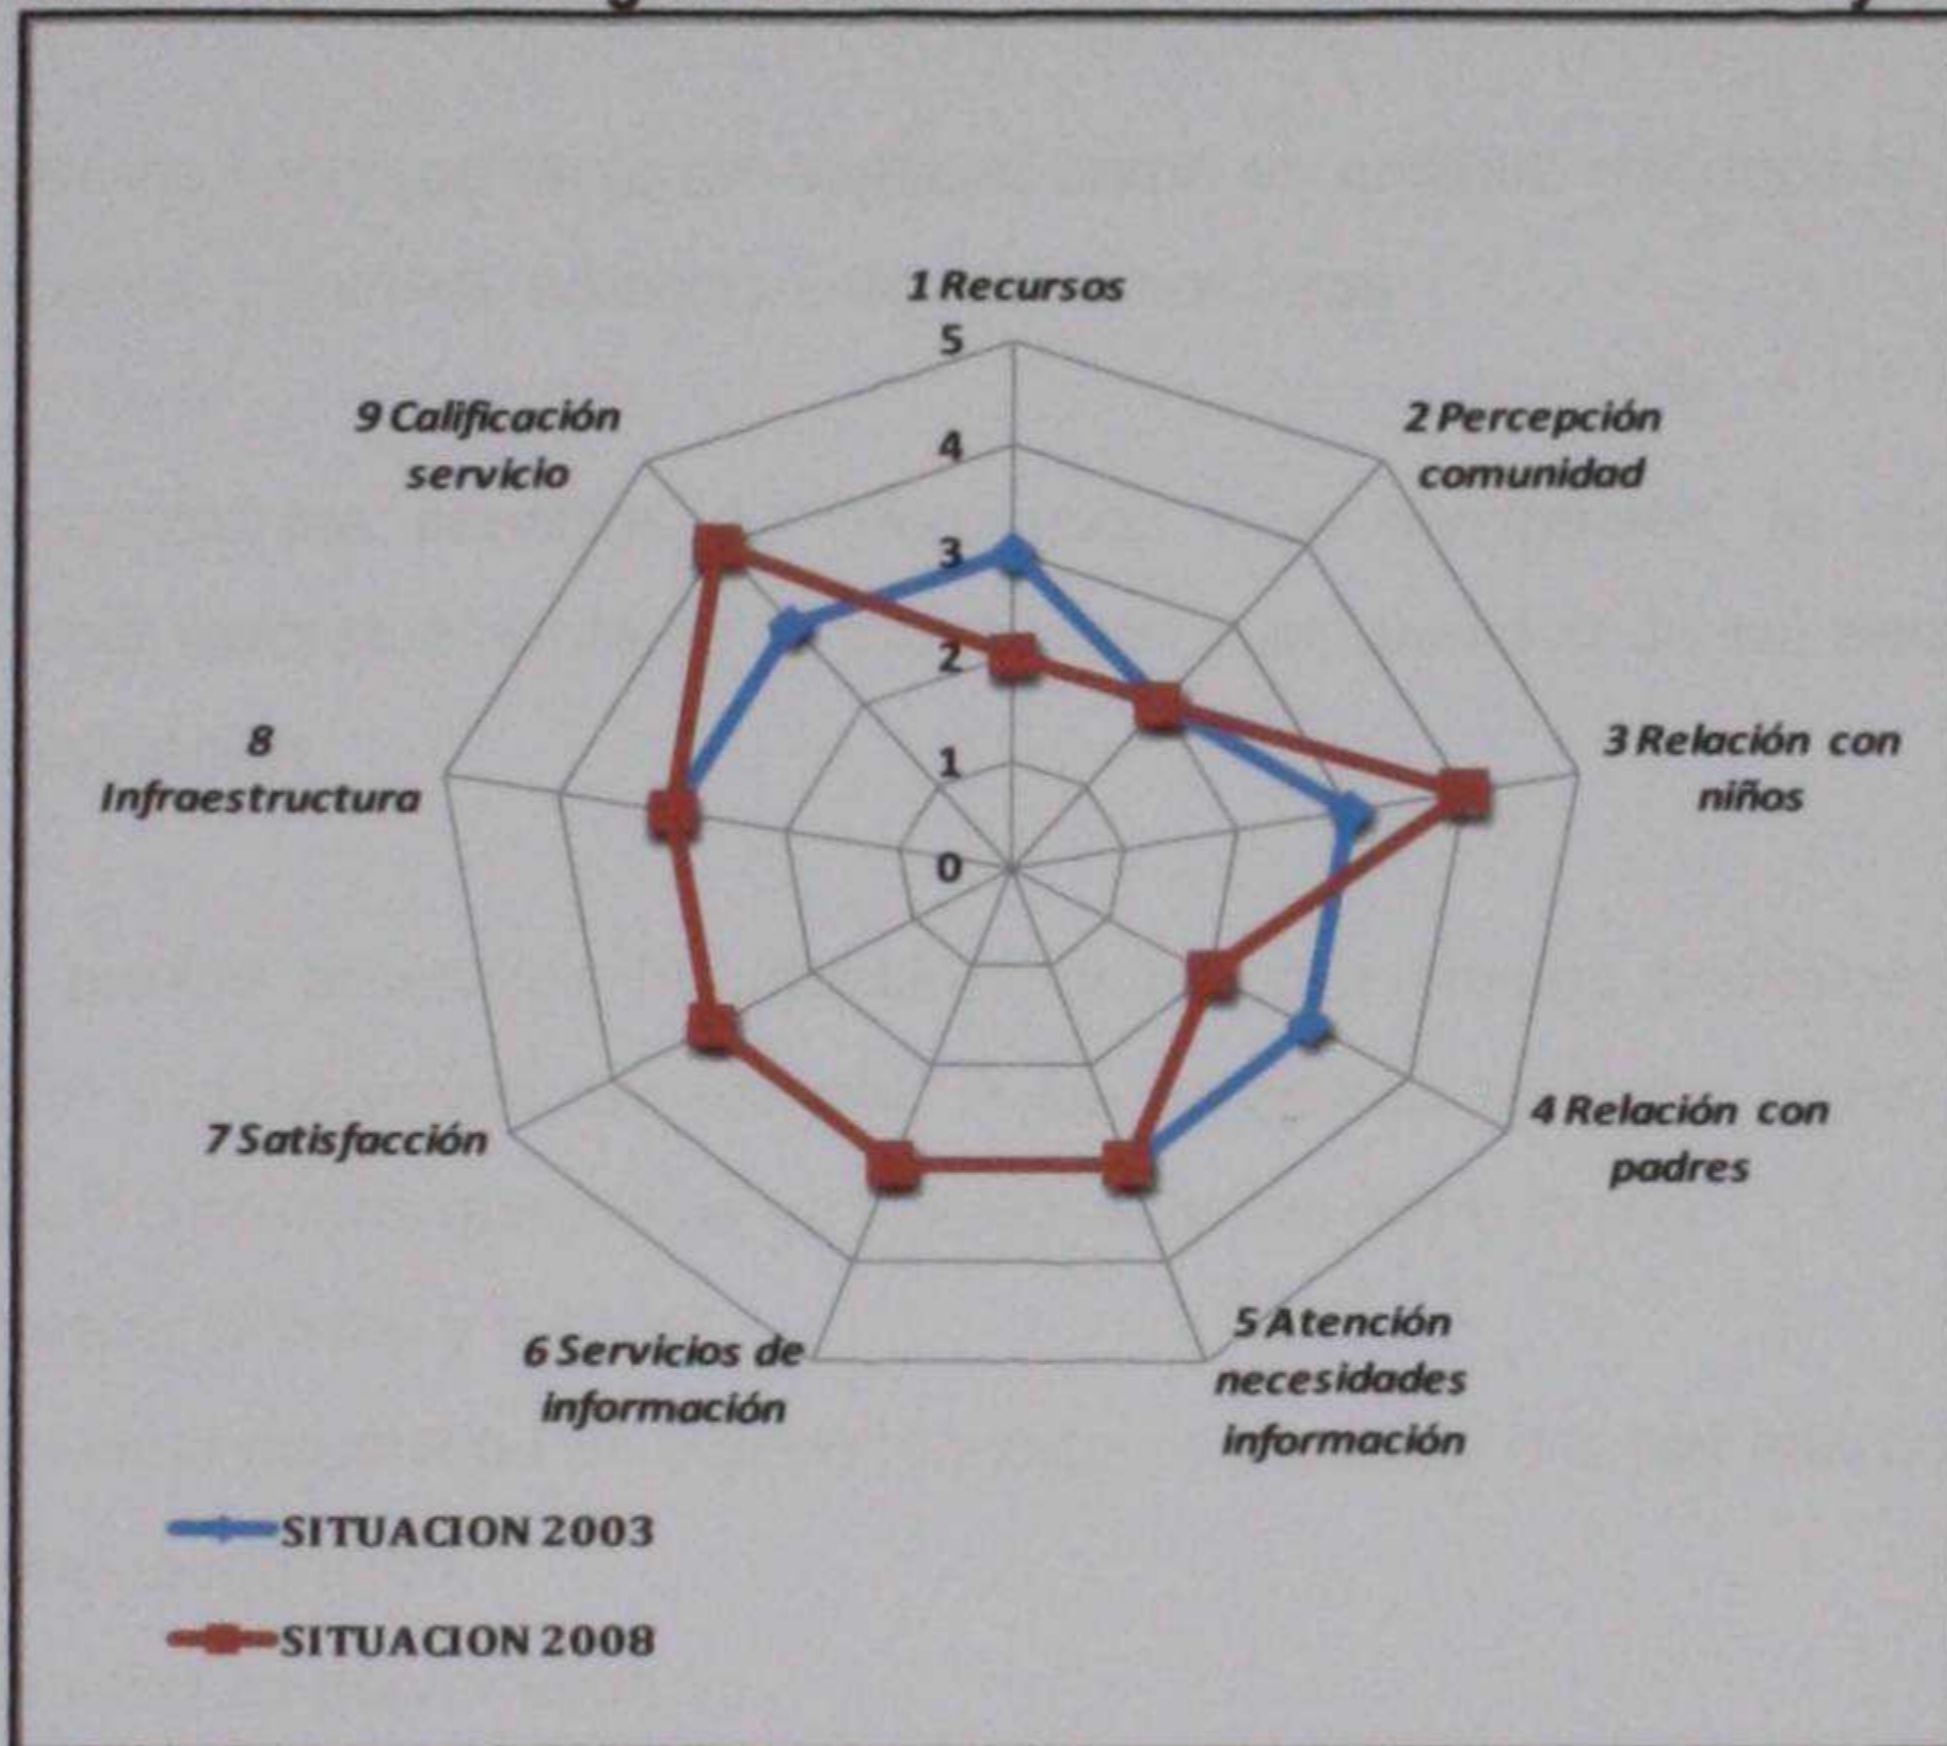 1 Recursos
5
4
3
2
1
0
2 Percepción
comunidad
3 Relación con
niños
4 Relación con
padres
5 Atención
necesidades
información
6 Servicios de
información
7 Satisfacción
8
Infraestructura
9 Calificación
servicio
SITUACION 2003
SITUACION 2008